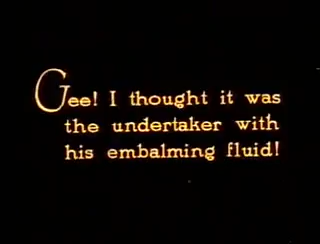 Gee! I thought it was
the undertaker with
his embalming fluid!